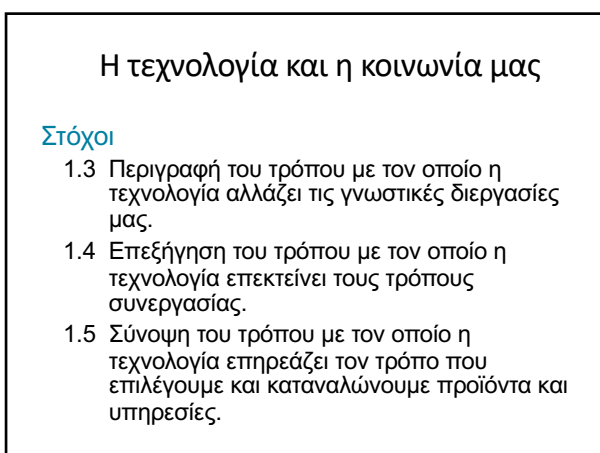 Η τεχνολογία και η κοινωνία μας
Στόχοι
1.3 Περιγραφή του τρόπου με τον οποίο η
τεχνολογία αλλάζει τις γνωστικές διεργασίες
μας.
1.4 Επεξήγηση του τρόπου με τον οποίο η
τεχνολογία επεκτείνει τους τρόπους
συνεργασίας.
1.5 Σύνοψη του τρόπου με τον οποίο η
τεχνολογία επηρεάζει τον τρόπο που
επιλέγουμε και καταναλώνουμε προϊόντα και
υπηρεσίες.